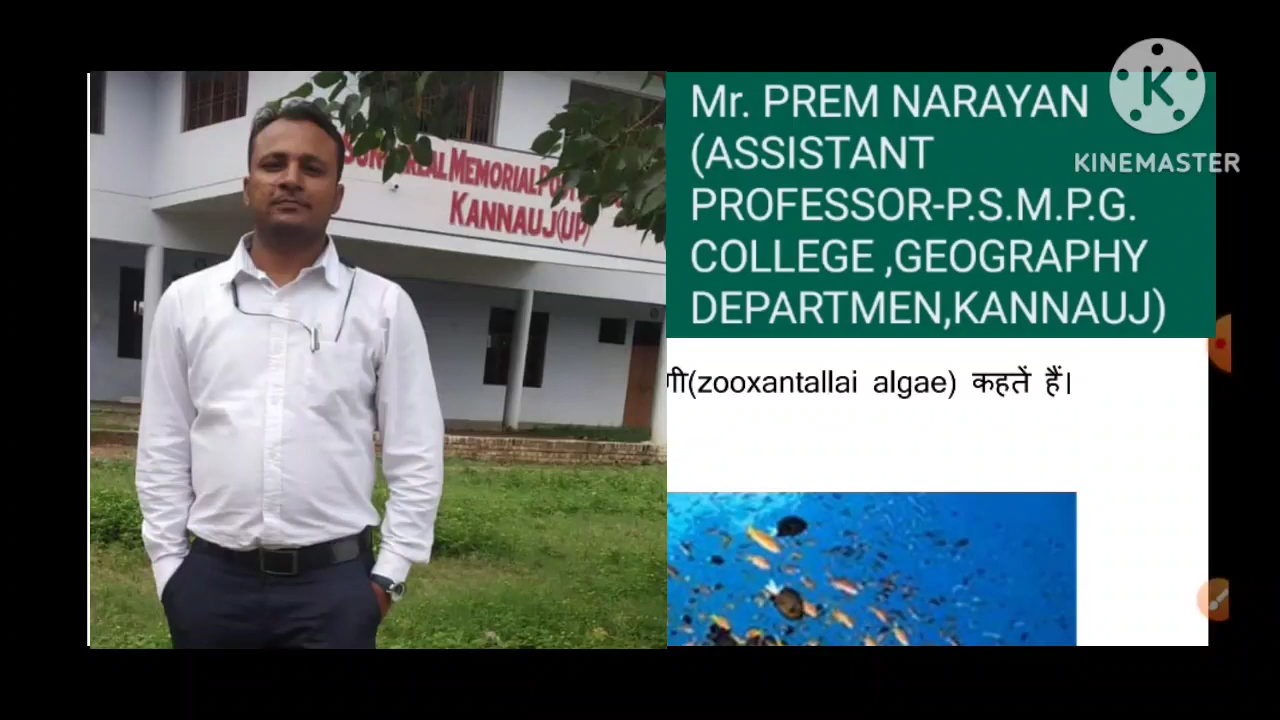 MEMORIAL
KANNAUJ(UP)
Mr. PREM NARAYAN
(ASSISTANT
PROFESSOR-P.S.M.P.G.
COLLEGE ,GEOGRAPHY
DEPARTMEN,KANNAUJ)
K
KINEMASTER
(zooxantallai algae) कहतें हैं।